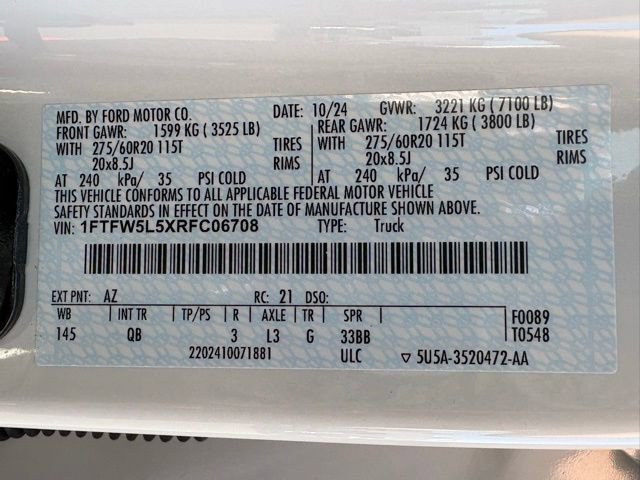 MFD. BY FORD MOTOR CO. DATE: 10/24 GVWR: 3221 KG ( 7100 LB)
FRONT GAWR: 1599 KG ( 3525 LB) REAR GAWR: 1724 KG ( 3800 LB)
WITH 275/60R20 115T TIRES WITH 275/60R20 115T TIRES
20x8.5J RIMS 20x8.5J RIMS
AT 240 kPa/ 35 PSI COLD AT 240 kPa/ 35 PSI COLD
THIS VEHICLE CONFORMS TO ALL APPLICABLE FEDERAL MOTOR VEHICLE
SAFETY STANDARDS IN EFFECT ON THE DATE OF MANUFACTURE SHOWN ABOVE.
VIN: 1FTFW5L5XRFC06708 TYPE: Truck
EXT PNT: AZ RC: 21 DSO:
WB INT TR TP/PS R AXLE TR SPR F0089
145 QB 3 L3 G 33BB T0548
2202410071881 ULC ▽ 5U5A-3520472-AA